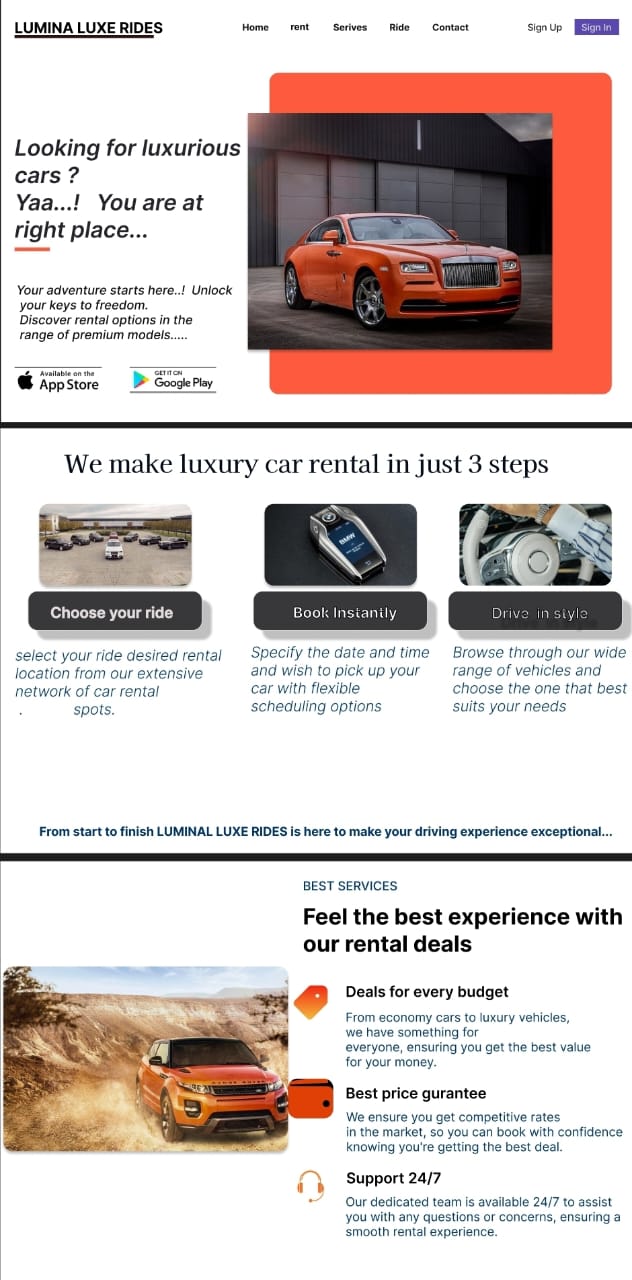 LUMINA LUXE RIDES
Home rent Serives Ride Contact Sign Up Sign In
Looking for luxurious
cars ?
Yaa...! You are at
right place...
Your adventure starts here..! Unlock
your keys to freedom.
Discover rental options in the
range of premium models.....
Available on the
App Store
GET IT ON
Google Play
We make luxury car rental in just 3 steps
BMW
Choose your ride
select your ride desired rental
location from our extensive
network of car rental
. spots.
Book Instantly
Specify the date and time
and wish to pick up your
car with flexible
scheduling options
Drive in style
Browse through our wide
range of vehicles and
choose the one that best
suits your needs
From start to finish LUMINAL LUXE RIDES is here to make your driving experience exceptional...
BEST SERVICES
Feel the best experience with
our rental deals
Deals for every budget
From economy cars to luxury vehicles,
we have something for
everyone, ensuring you get the best value
for your money.
Best price gurantee
We ensure you get competitive rates
in the market, so you can book with confidence
knowing you're getting the best deal.
Support 24/7
Our dedicated team is available 24/7 to assist
you with any questions or concerns, ensuring a
smooth rental experience.